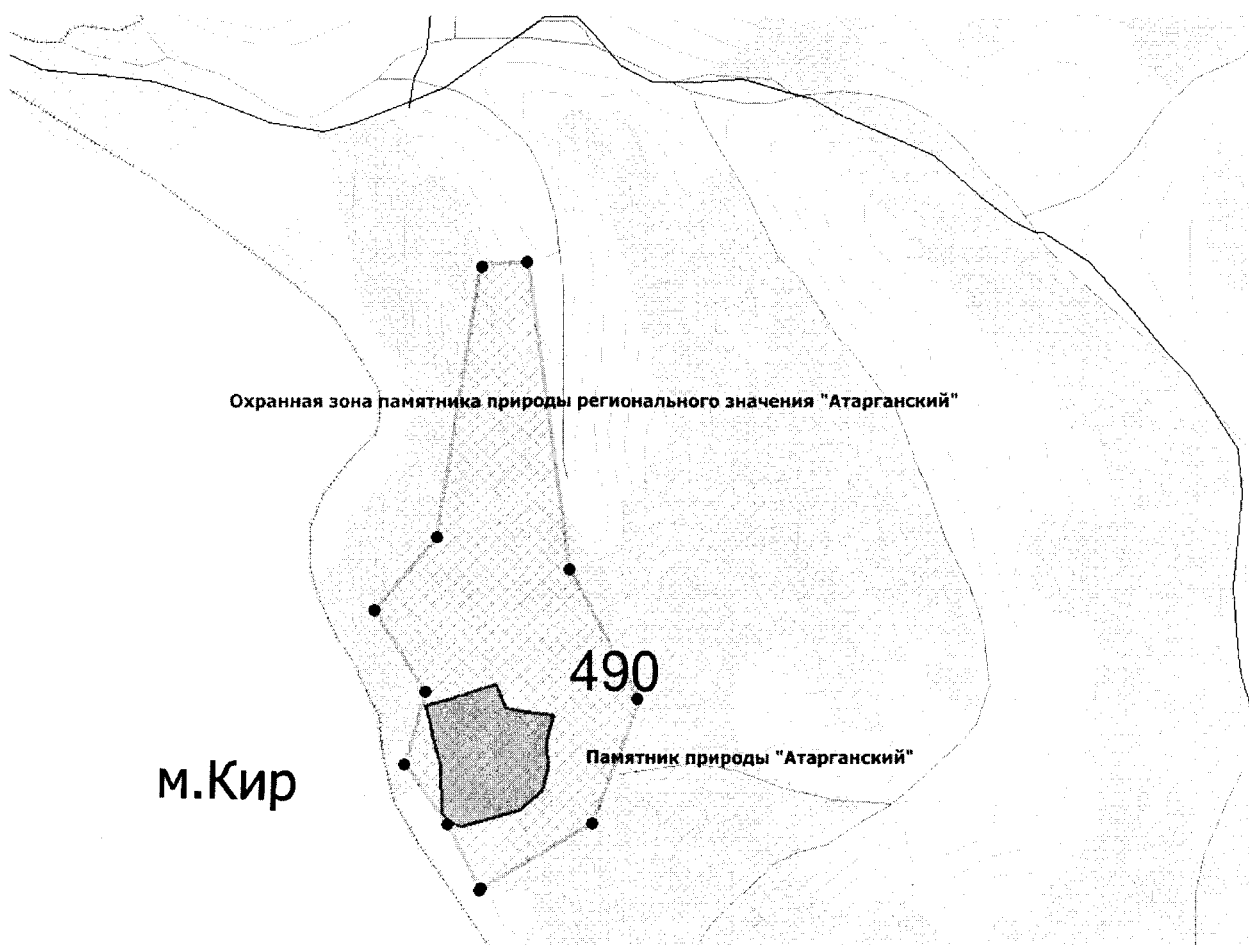 Охранная зона памятника природы регионального значения "Атарганский"
490
Памятник природы "Атарганский"
м.Кир